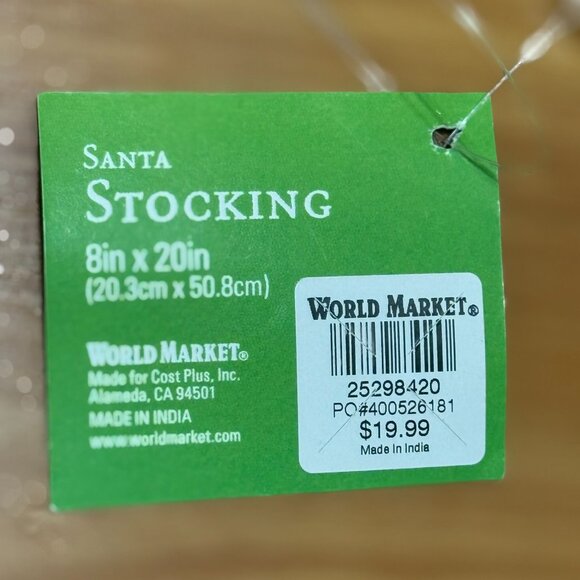 SANTA
STOCKING
8in x 20in
(20.3cm x 50.8cm)
WORLD MARKET®
Made for Cost Plus, Inc.
Alameda, CA 94501
MADE IN INDIA
www.worldmarket.com
WORLD MARKET®
25298420
PO#400526181
$19.99
Made in India